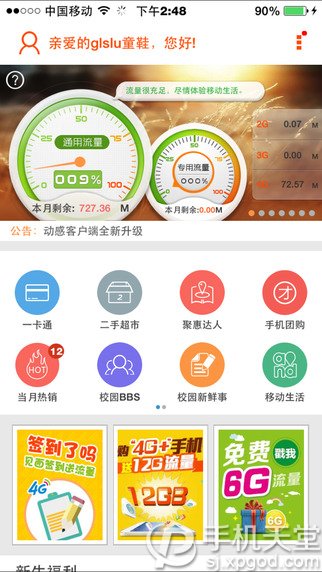 中国移动 下午2:48 90%
亲爱的glslu童鞋，您好!
?
流量很充足，尽情体验移动生活。
25 50 75
0 100
通用流量
009%
本月剩余: 727.36 M
25 50 75
0 100
专用流量
本月剩余:0.00M
2G 0.07 M
3G 0.00 M
72.57 M
公告: 动感客户端全新升级
一卡通 二手超市 聚惠达人 手机团购
2
团
HOT 12
当月热销 校园BBS 校园新鲜事 移动生活
签到了吗
见面签到送流量
4G
购"4G+"手机
送12G流量
12GB
免费 戳我
6G流量
6G
新生福利
手机天堂
sj.xpgod.com